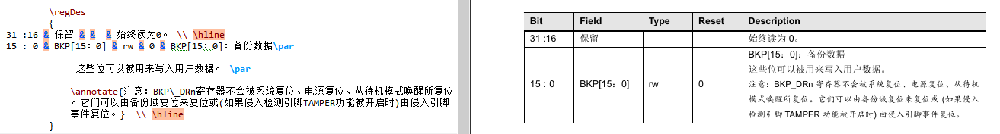 \regDes
{
31 :16 & 保留 & &  & 始终读为0。 \\ \hline
15 : 0 & BKP[15：0] & rw & 0 & BKP[15：0]：备份数据\par
这些位可以被用来写入用户数据。 \par
\annotate{注意：BKP\_DRn寄存器不会被系统复位、电源复位、从待机模式唤醒所复位
。它们可以由备份域复位来复位或(如果侵入检测引脚TAMPER功能被开启时)由侵入引脚
事件复位。}  \\ \hline
}
Bit Field Type Reset Description
31 :16 保留 始终读为 0。
BKP[15：0]：备份数据
这些位可以被用来写入用户数据。
15 : 0 BKP[15：0] rw 0 注意：BKP_DRn 寄存器不会被系统复位、电源复位、从待机
模式唤醒所复位。它们可以由备份域复位来复位或 (如果侵入
检测引脚 TAMPER 功能被开启时) 由侵入引脚事件复位。